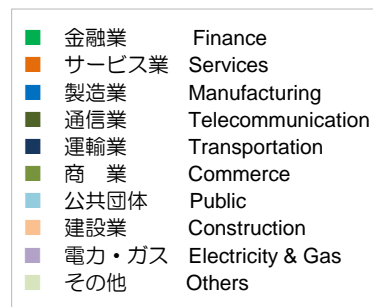 金融業 Finance
サービス業 Services
製造業 Manufacturing
通信業 Telecommunication
運輸業 Transportation
商　業 Commerce
公共団体 Public
建設業 Construction
電力・ガス Electricity & Gas
その他 Others